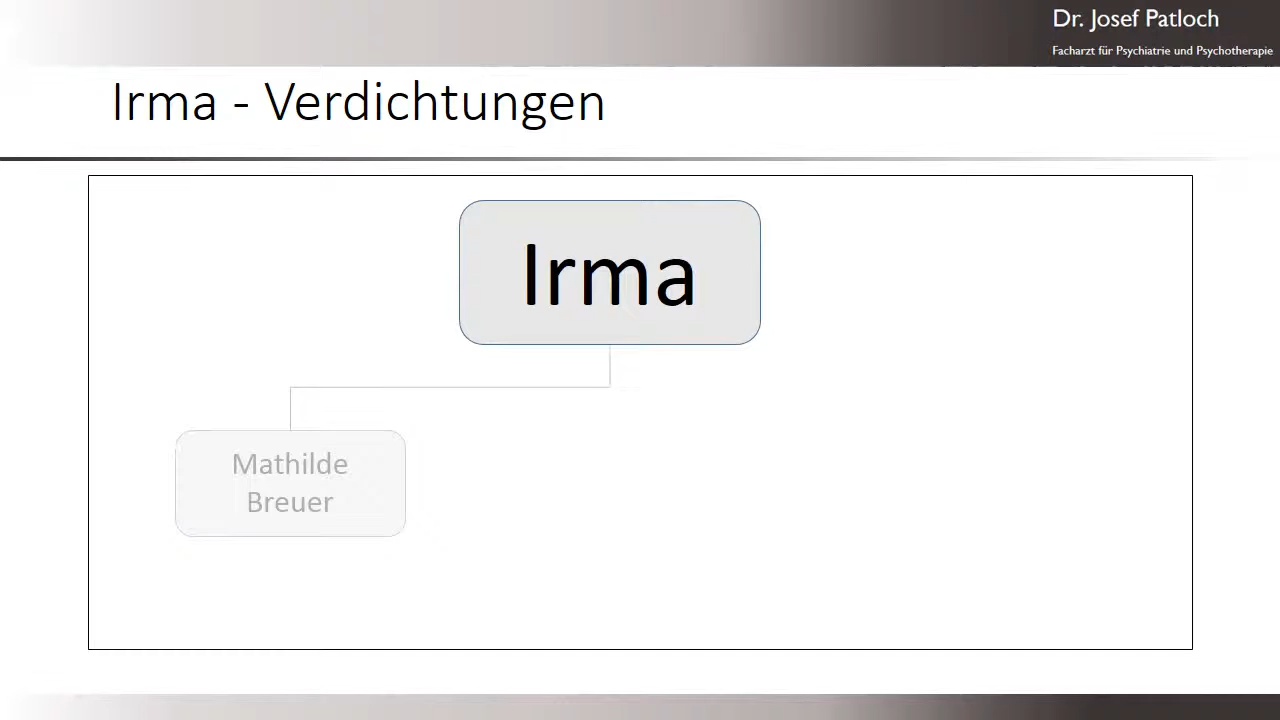 Dr. Josef Patloch
Facharzt für Psychiatrie und Psychotherapie
Irma - Verdichtungen
Irma
Mathilde
Breuer